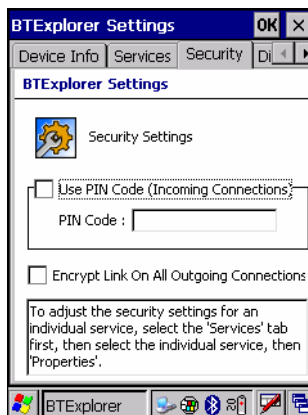 BTExplorer Settings OK
Device Info Services Security Di
BTExplorer Settings
Security Settings
Use PIN Code (Incoming Connections)
PIN Code :
Encrypt Link On All Outgoing Connections
To adjust the security settings for an
individual service, select the 'Services' tab
first, then select the individual service, then
'Properties'.
BTExplorer